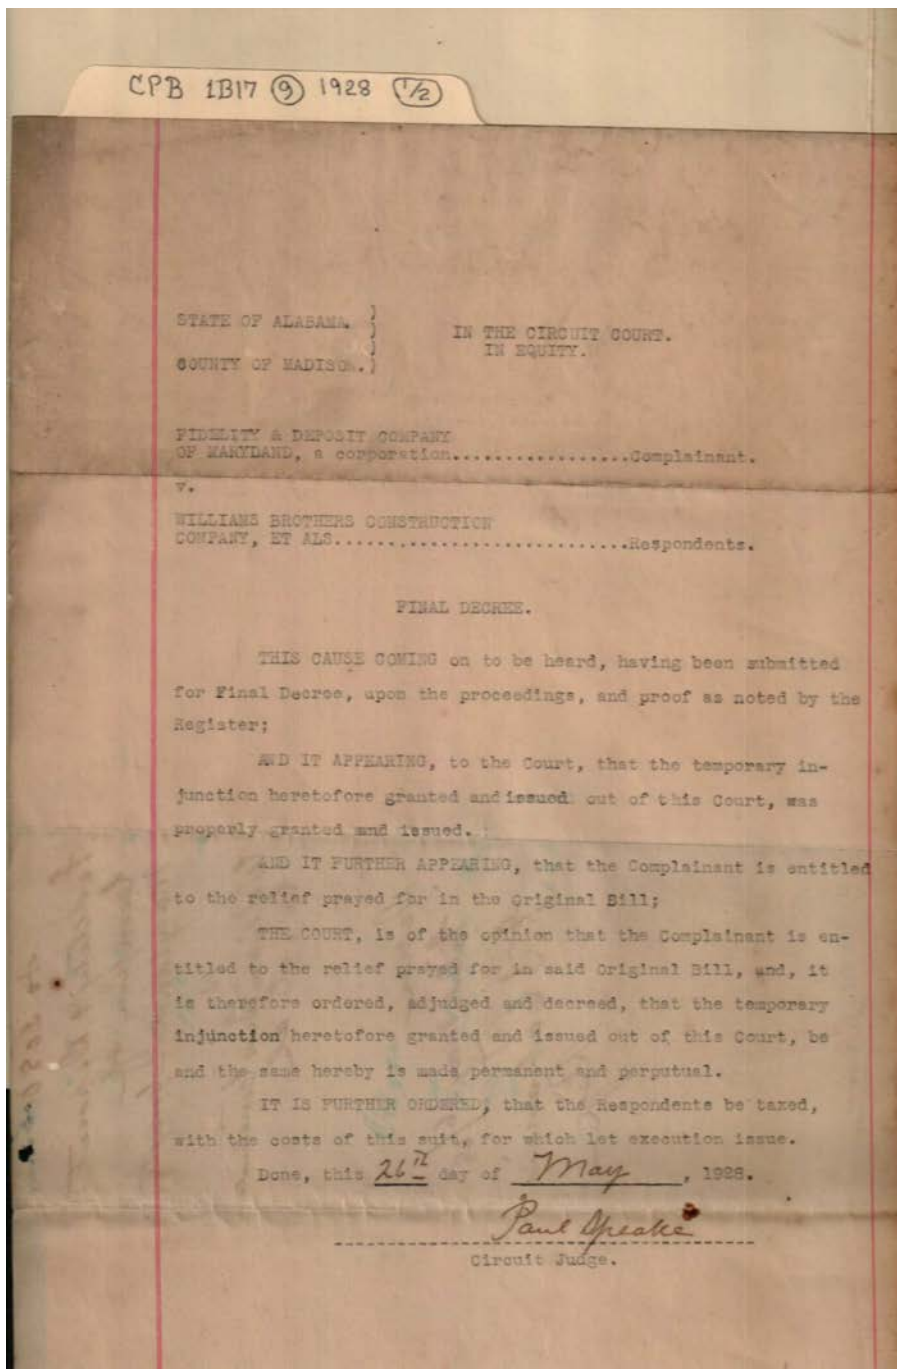 CPB 1B17 (9) 1928 (1/2)
STATE OF ALABAMA. )
)
) IN THE CIRCUIT COURT.
IN EQUITY.
COUNTY OF MADISON.)
FIDELITY & DEPOSIT COMPANY
OF MARYDAND, a corporation..................Complainant.
v.
WILLIAMS BROTHERS CONSTRUCTION
COMPANY, ET ALS..............................Respondents.
FINAL DECREE.
THIS CAUSE COMING on to be heard, having been submitted
for Final Decree, upon the proceedings, and proof as noted by the
Register;
AND IT APPEARING, to the Court, that the temporary in-
junction heretofore granted and issued out of this Court, was
properly granted and issued.
AND IT FURTHER APPEARING, that the Complainant is entitled
to the relief prayed for in the Original Bill;
THE COURT, is of the opinion that the Complainant is en-
titled to the relief prayed for in said Original Bill, and, it
is therefore ordered, adjudged and decreed, that the temporary
injunction heretofore granted and issued out of this Court, be
and the same hereby is made permanent and perputual.
IT IS FURTHER ORDERED, that the Respondents be taxed,
with the costs of this suit, for which let execution issue.
Done, this 26th day of May, 1928.
Paul Speake
Circuit Judge.